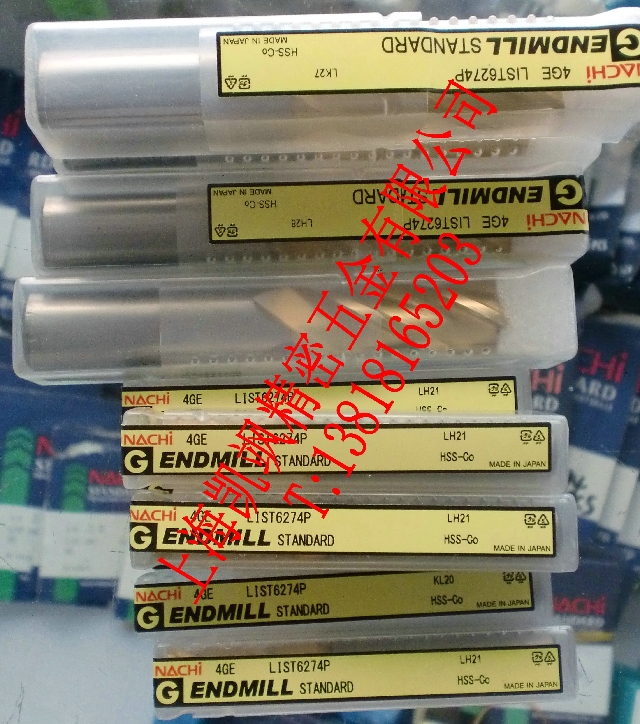 NACHi 4GE LIST6274P LK27
G ENDMILL STANDARD HSS-Co MADE IN JAPAN
NACHi 4GE LIST6274P LH28
G ENDMILL STANDARD HSS-Co MADE IN JAPAN
NACHI 4GE LIST6274P LH21
HSS-Co
NACHI 4GE LIST6274P LH21
G ENDMILL STANDARD HSS-Co MADE IN JAPAN
NACHI 4GE LIST6274P LH21
G ENDMILL STANDARD HSS-Co MADE IN JAPAN
NACHI 4GE LIST6274P KL20
G ENDMILL STANDARD HSS-Co MADE IN JAPAN
NACHi 4GE LIST6274P LH21
G ENDMILL STANDARD HSS-Co MADE IN JAPAN
上海凯飒精密五金有限公司
T:13818165203